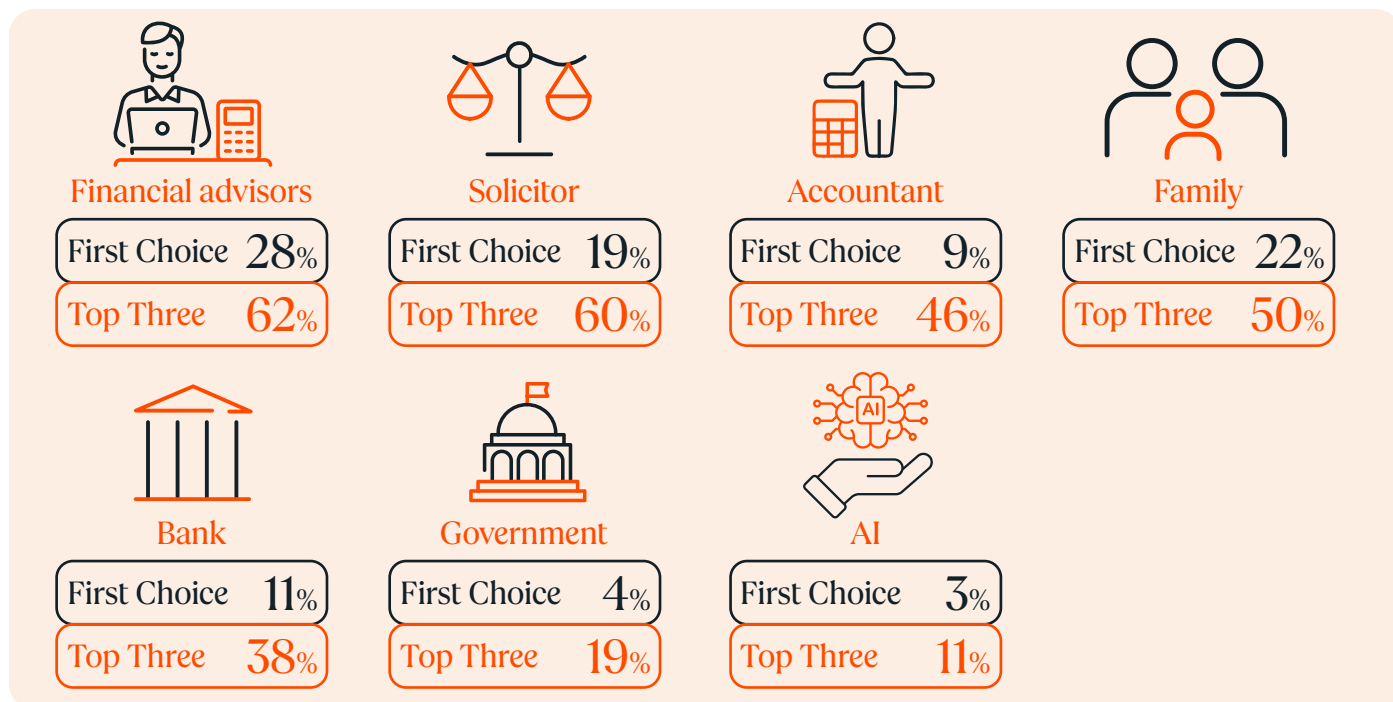 Financial advisors
First Choice 28%
Top Three 62%
Solicitor
First Choice 19%
Top Three 60%
Accountant
First Choice 9%
Top Three 46%
Family
First Choice 22%
Top Three 50%
Bank
First Choice 11%
Top Three 38%
Government
First Choice 4%
Top Three 19%
AI
AI
First Choice 3%
Top Three 11%